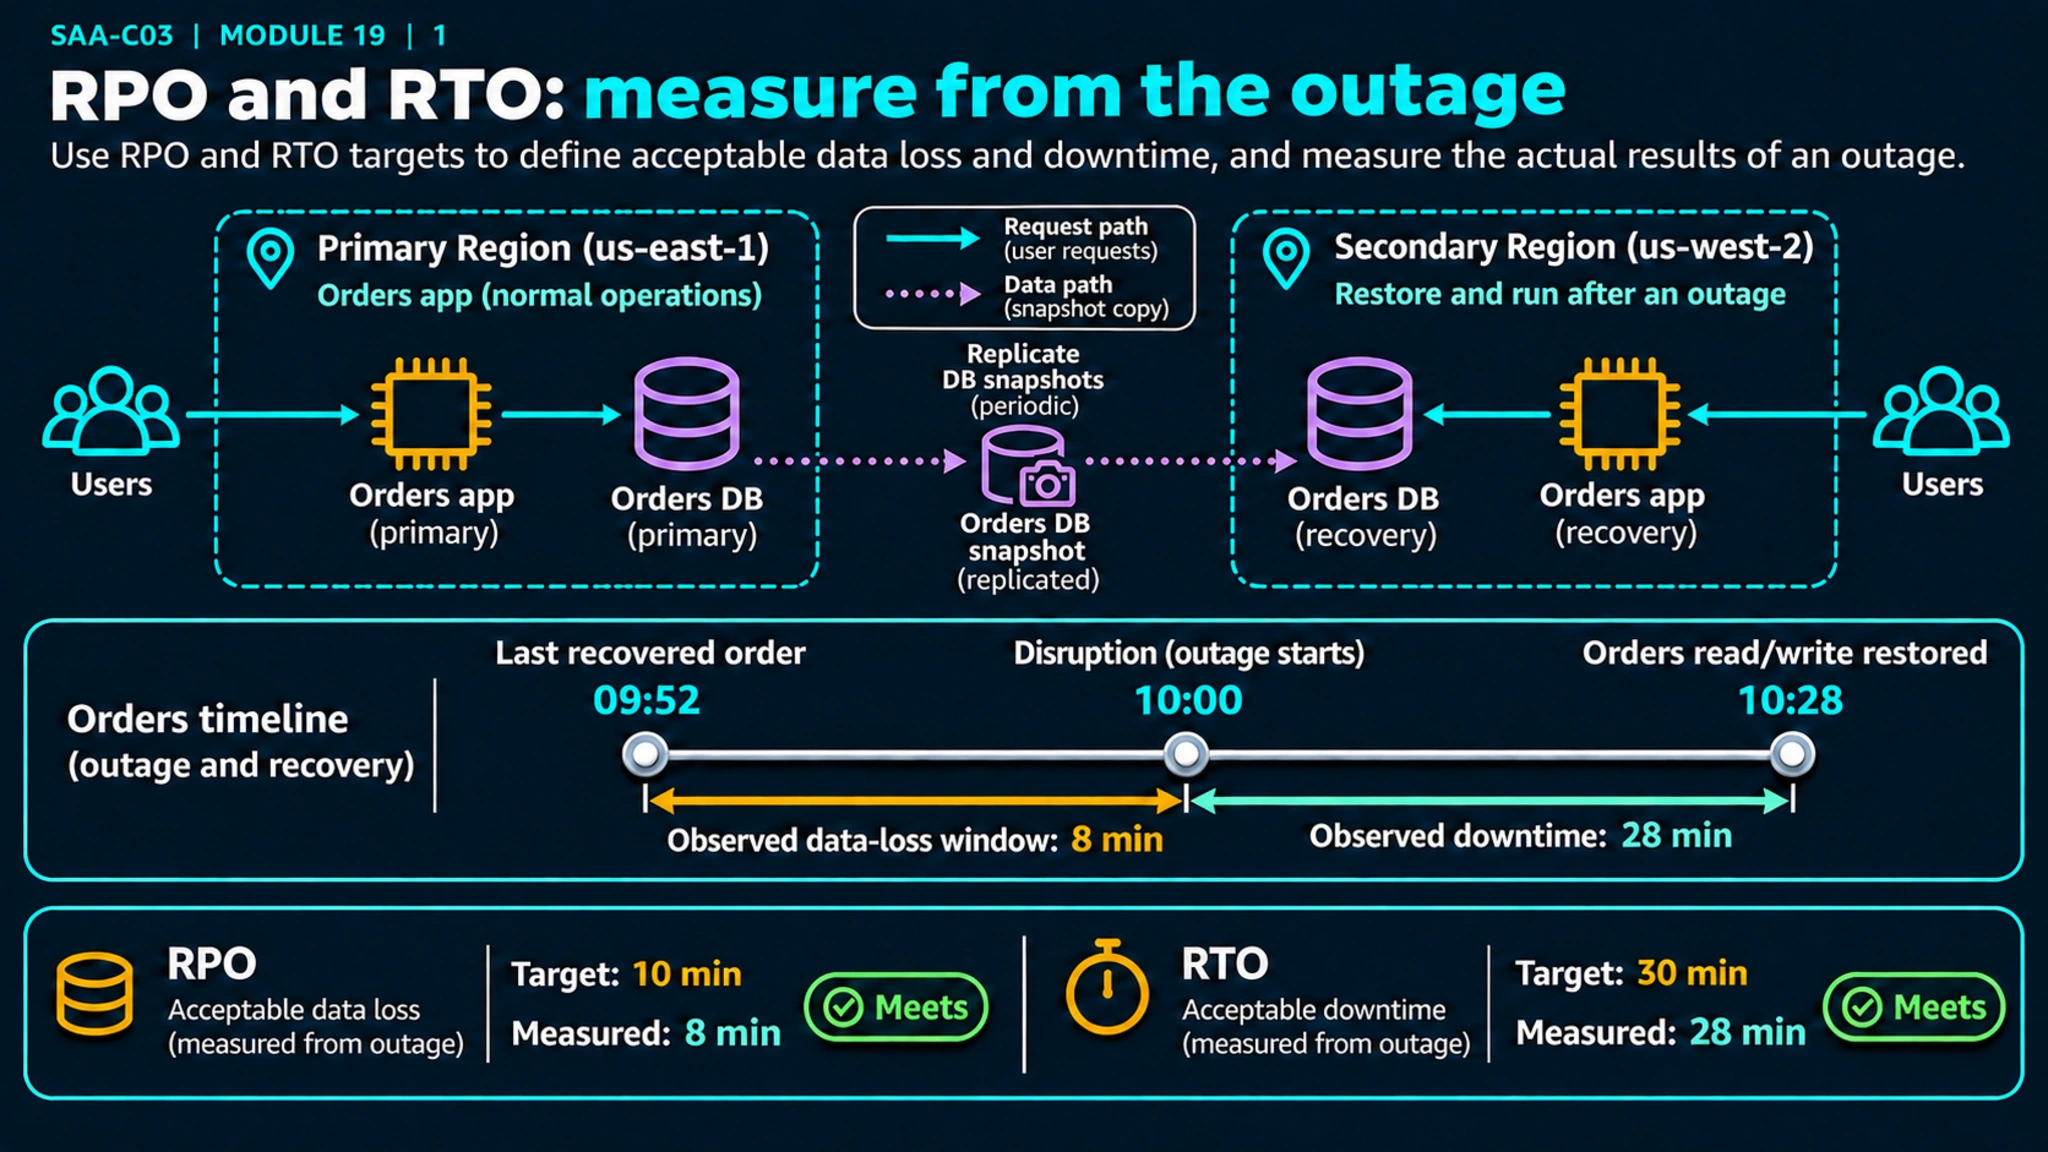 SAA-C03 | MODULE 19 | 1
RPO and RTO: measure from the outage
Use RPO and RTO targets to define acceptable data loss and downtime, and measure the actual results of an outage.
Primary Region (us-east-1)
Orders app (normal operations)
Users
Orders app
(primary)
Orders DB
(primary)
Request path
(user requests)
Data path
(snapshot copy)
Replicate
DB snapshots
(periodic)
Orders DB
snapshot
(replicated)
Secondary Region (us-west-2)
Restore and run after an outage
Orders DB
(recovery)
Orders app
(recovery)
Users
Orders timeline
(outage and recovery)
Last recovered order
09:52
Disruption (outage starts)
10:00
Orders read/write restored
10:28
Observed data-loss window: 8 min
Observed downtime: 28 min
RPO
Acceptable data loss
(measured from outage)
Target: 10 min
Measured: 8 min
Meets
RTO
Acceptable downtime
(measured from outage)
Target: 30 min
Measured: 28 min
Meets